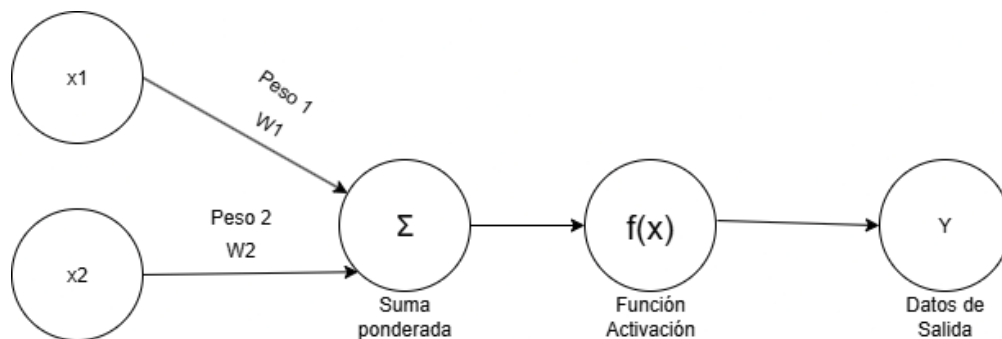 x1
Peso 1
W1
x2
Peso 2
W2
Σ
Suma
ponderada
f(x)
Función
Activación
Y
Datos de
Salida